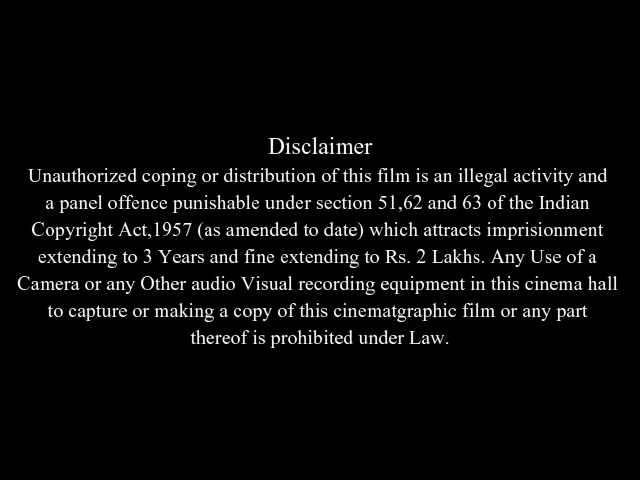 Disclaimer
Unauthorized coping or distribution of this film is an illegal activity and
a panel offence punishable under section 51,62 and 63 of the Indian
Copyright Act,1957 (as amended to date) which attracts imprisionment
extending to 3 Years and fine extending to Rs. 2 Lakhs. Any Use of a
Camera or any Other audio Visual recording equipment in this cinema hall
to capture or making a copy of this cinematgraphic film or any part
thereof is prohibited under Law.